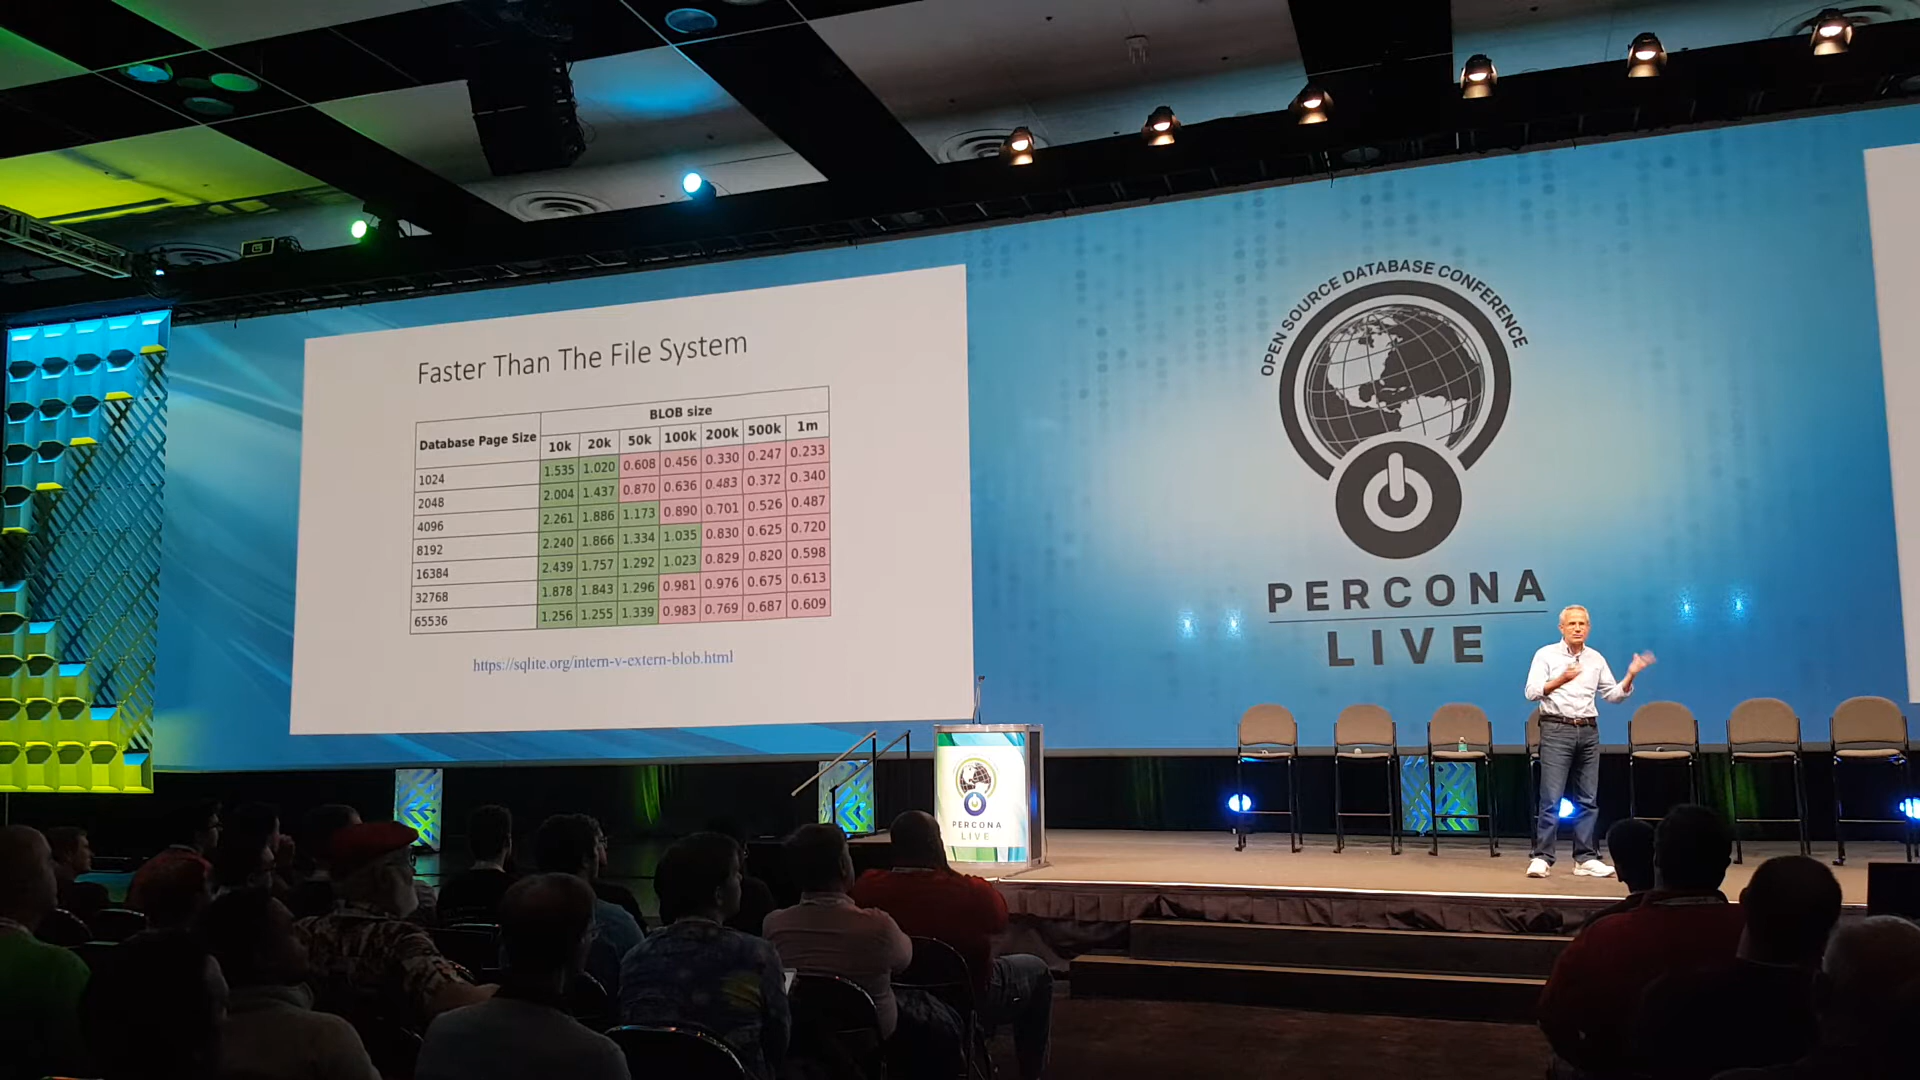 Faster Than The File System
Database Page Size BLOB size
10k 20k 50k 100k 200k 500k 1m
1024 1.535 1.020 0.608 0.456 0.330 0.247 0.233
2048 2.004 1.437 0.870 0.636 0.483 0.372 0.340
4096 2.261 1.886 1.173 0.890 0.701 0.526 0.487
8192 2.240 1.866 1.334 1.035 0.830 0.625 0.720
16384 2.439 1.757 1.292 1.023 0.829 0.820 0.598
32768 1.878 1.843 1.296 0.981 0.976 0.675 0.613
65536 1.256 1.255 1.339 0.983 0.769 0.687 0.609
https://sqlite.org/intern-v-extern-blob.html
OPEN SOURCE DATABASE CONFERENCE
PERCONA
LIVE
PERCONA
LIVE